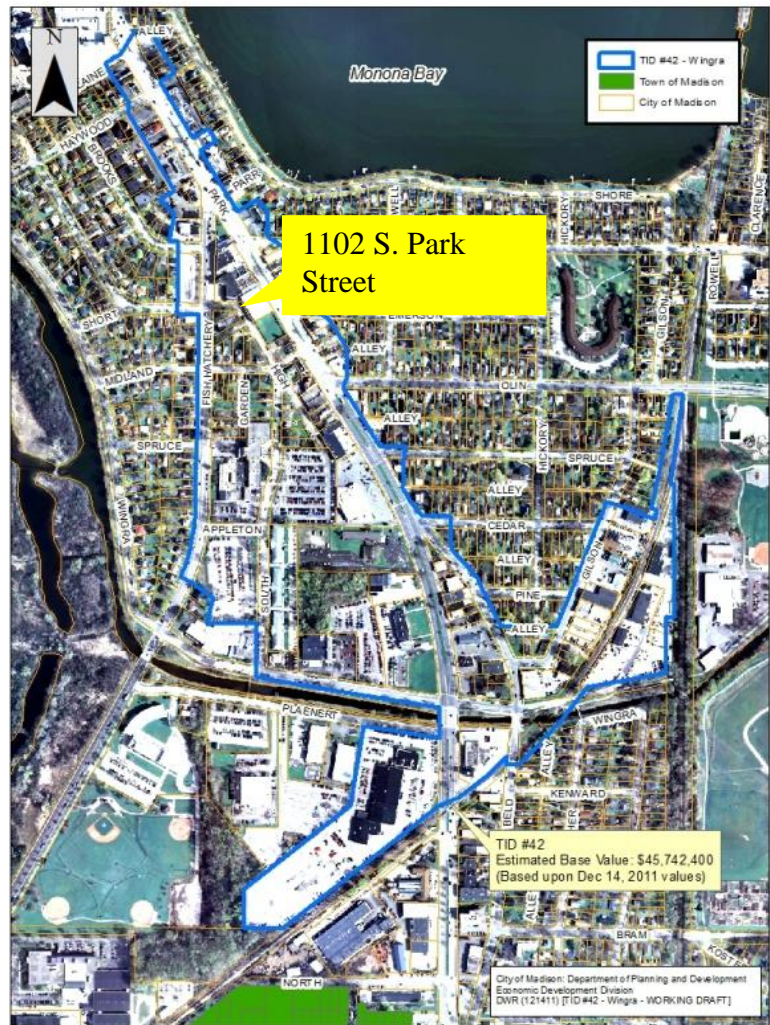 N
ALLEY
Monona Bay
TID #42 - Wingra
Town of Madison
City of Madison
HAYWOOD
BROOKS
PARR
PARK
SHORE
HICKORY
CLARENCE
ROWELL
1102 S. Park
Street
EMERSON
GILSON
SHORT
ALLEY
FISH HATCHERY
HIGH
MIDLAND
OLIN
GARDEN
ALLEY
HICKORY
SPRUCE
SPRUCE
ALLEY
WINGRA
APPLETON
CEDAR
ALLEY
GILSON
SOUTH
PINE
ALLEY
PLAENERT
WINGRA
ALLEY
BELD
KENWARD
TID #42
Estimated Base Value: $45,742,400
(Based upon Dec 14, 2011 values)
BRAM
NORTH
City of Madison: Department of Planning and Development
Economic Development Division
DWR (121411) [TID #42 - Wingra - WORKING DRAFT]